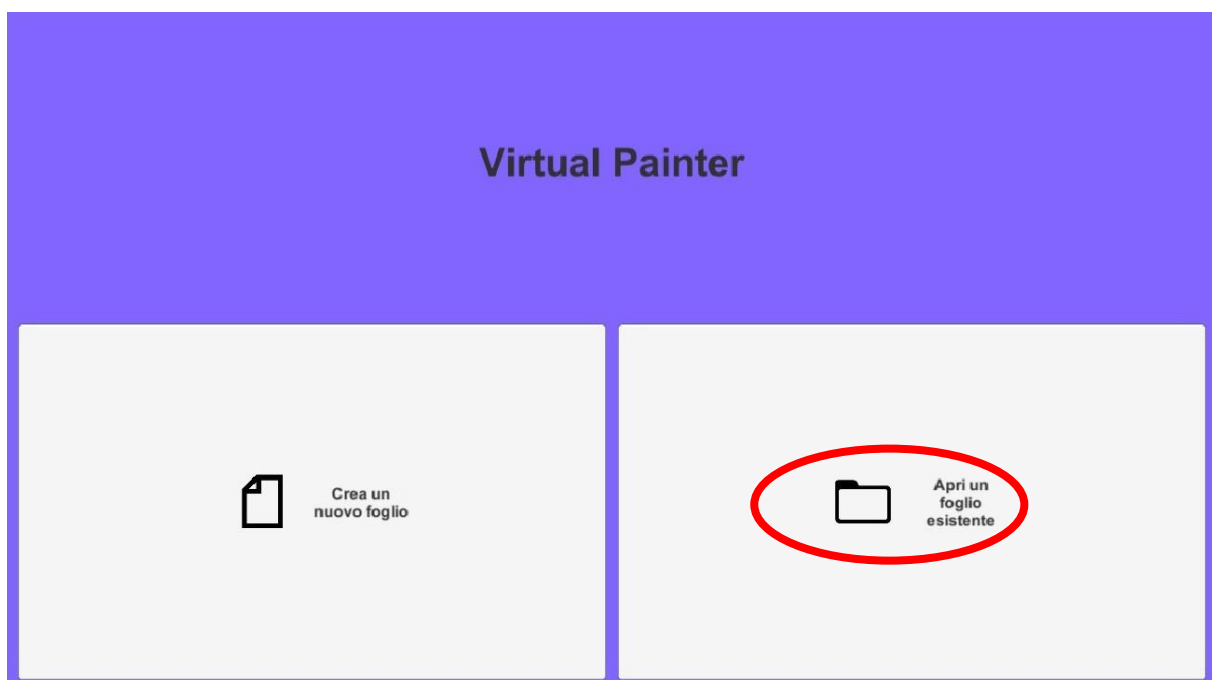 Virtual Painter
Crea un
nuovo foglio
Apri un
foglio
esistente